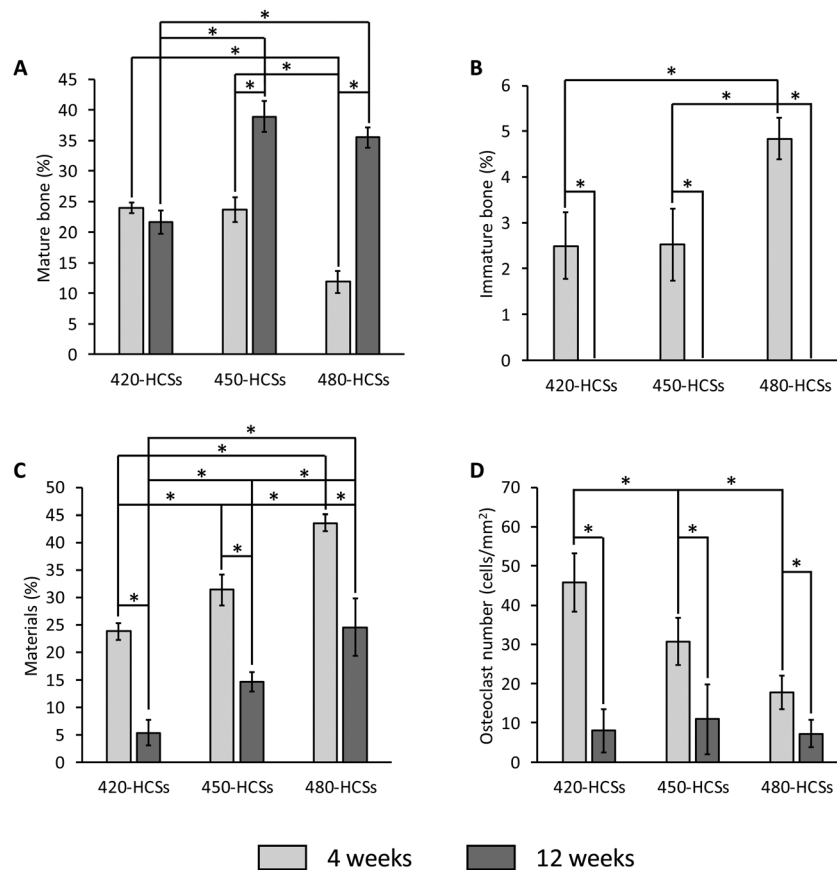 A
Mature bone (%)
45
40
35
30
25
20
15
10
5
0
* * * * * *
420-HCSs 450-HCSs 480-HCSs
B
Immature bone (%)
6
5
4
3
2
1
0
* * * * *
420-HCSs 450-HCSs 480-HCSs
C
Materials (%)
50
45
40
35
30
25
20
15
10
5
0
* * * * * * * * *
420-HCSs 450-HCSs 480-HCSs
D
Osteoclast number (cells/mm²)
70
60
50
40
30
20
10
0
* * * * *
420-HCSs 450-HCSs 480-HCSs
4 weeks 12 weeks